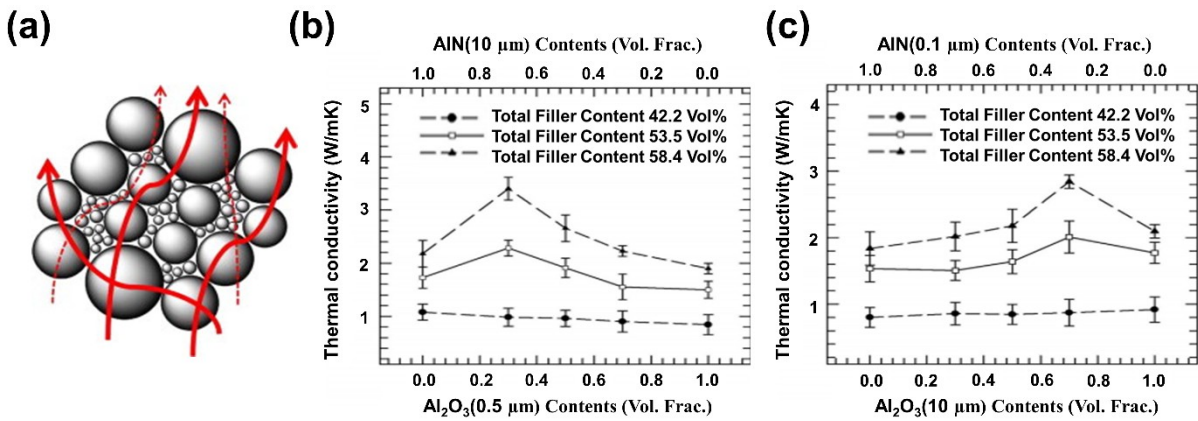 (a)
(b)
AlN(10 μm) Contents (Vol. Frac.)
1.0 0.8 0.6 0.4 0.2 0.0
Thermal conductivity (W/mK)
5
4
3
2
1
Total Filler Content 42.2 Vol%
Total Filler Content 53.5 Vol%
Total Filler Content 58.4 Vol%
0.0 0.2 0.4 0.6 0.8 1.0
Al₂O₃(0.5 μm) Contents (Vol. Frac.)
(c)
AlN(0.1 μm) Contents (Vol. Frac.)
1.0 0.8 0.6 0.4 0.2 0.0
Thermal conductivity (W/mK)
4
3
2
1
Total Filler Content 42.2 Vol%
Total Filler Content 53.5 Vol%
Total Filler Content 58.4 Vol%
0.0 0.2 0.4 0.6 0.8 1.0
Al₂O₃(10 μm) Contents (Vol. Frac.)